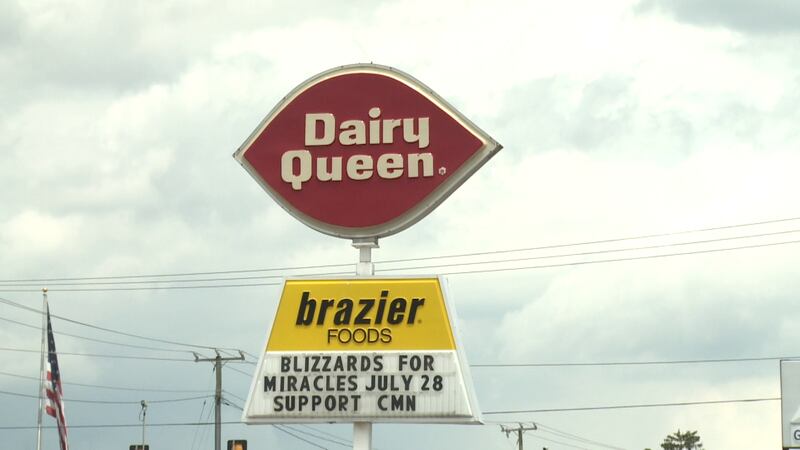 Dairy
Queen®
brazier®
FOODS
BLIZZARDS FOR
MIRACLES JULY 28
SUPPORT CMN